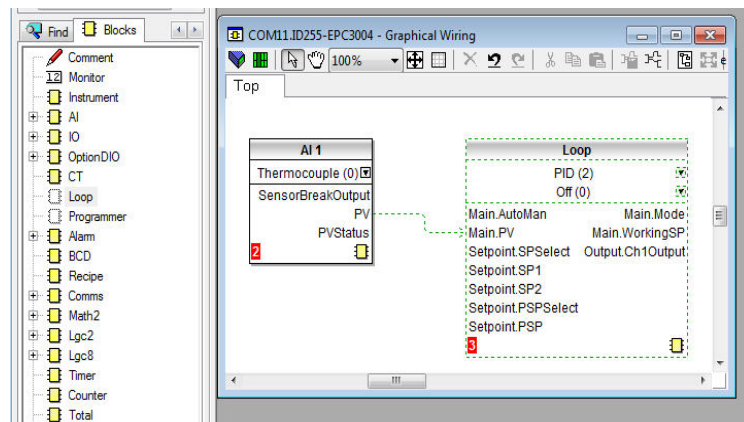 Find
Blocks
Comment
12 Monitor
Instrument
AI
IO
OptionDIO
CT
Loop
Programmer
Alarm
BCD
Recipe
Comms
Math2
Lgc2
Lgc8
Timer
Counter
Total
COM11.ID255-EPC3004 - Graphical Wiring
100%
Top
AI 1
Thermocouple (0)
SensorBreakOutput
PV
PVStatus
2
Loop
PID (2)
Off (0)
Main.AutoMan Main.Mode
Main.PV Main.WorkingSP
Setpoint.SPSelect Output.Ch1Output
Setpoint.SP1
Setpoint.SP2
Setpoint.PSPSelect
Setpoint.PSP
3